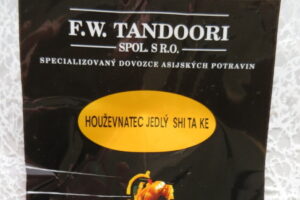 F.W. TANDOORI
SPOL. S R.O.
SPECIALIZOVANÝ DOVOZCE ASIJSKÝCH POTRAVIN
HOUŽEVNATEC JEDLÝ SHI TA KE